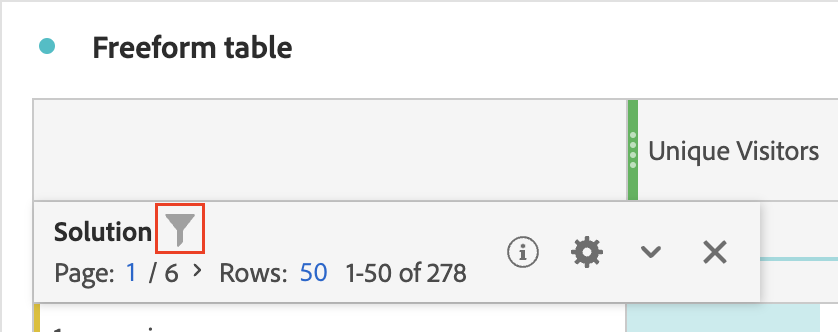 Freeform table
Unique Visitors
Solution
Page: 1 / 6 > Rows: 50 1-50 of 278